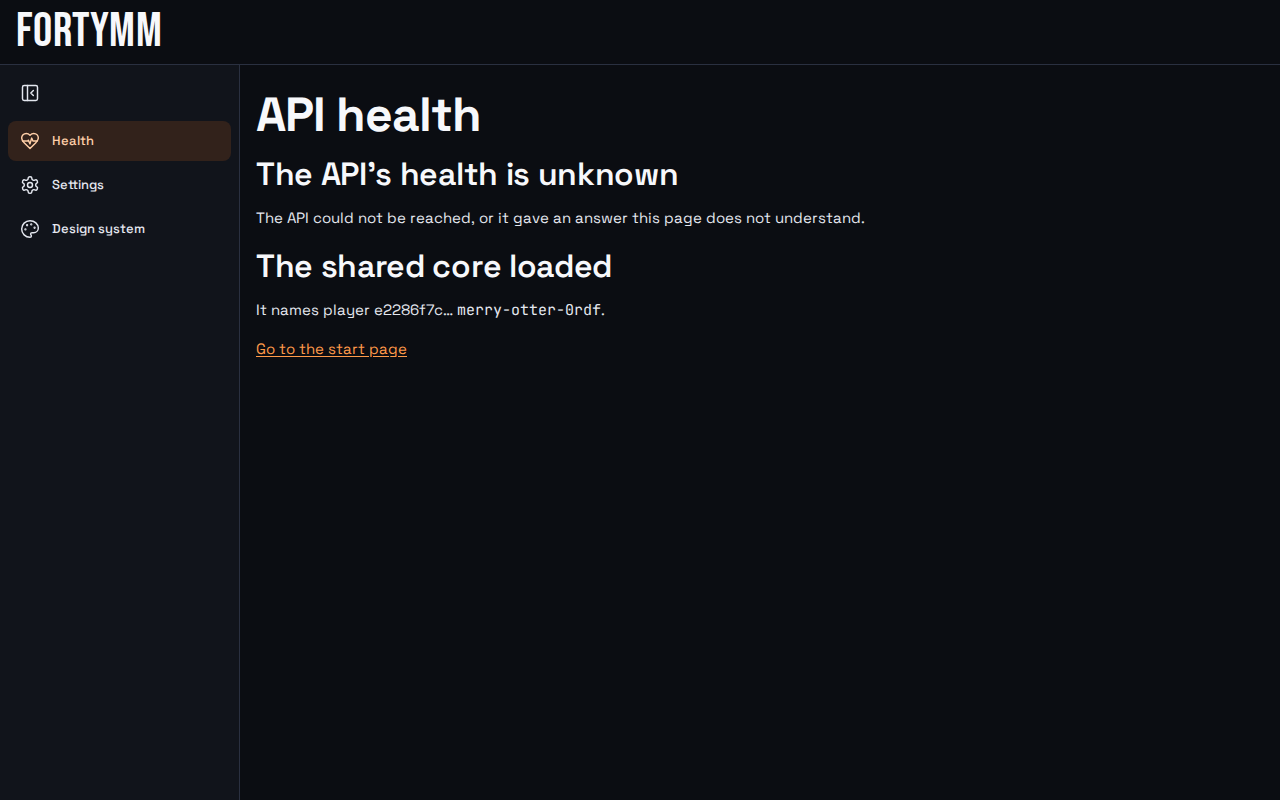 FORTYMM
Health
Settings
Design system
API health
The API’s health is unknown
The API could not be reached, or it gave an answer this page does not understand.
The shared core loaded
It names player e2286f7c… merry-otter-0rdf.
Go to the start page